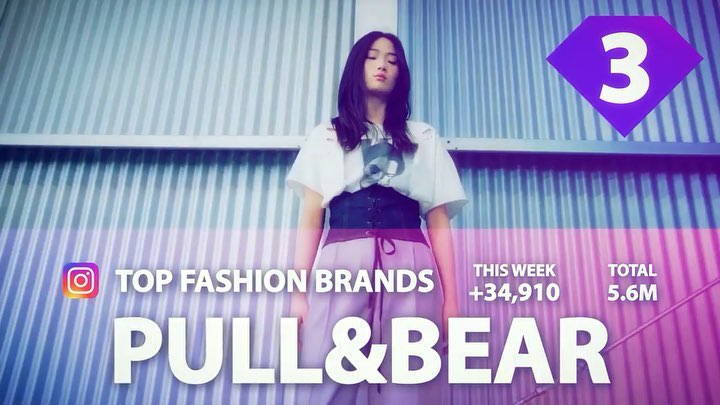 3
TOP FASHION BRANDS
THIS WEEK
+34,910
TOTAL
5.6M
PULL&BEAR